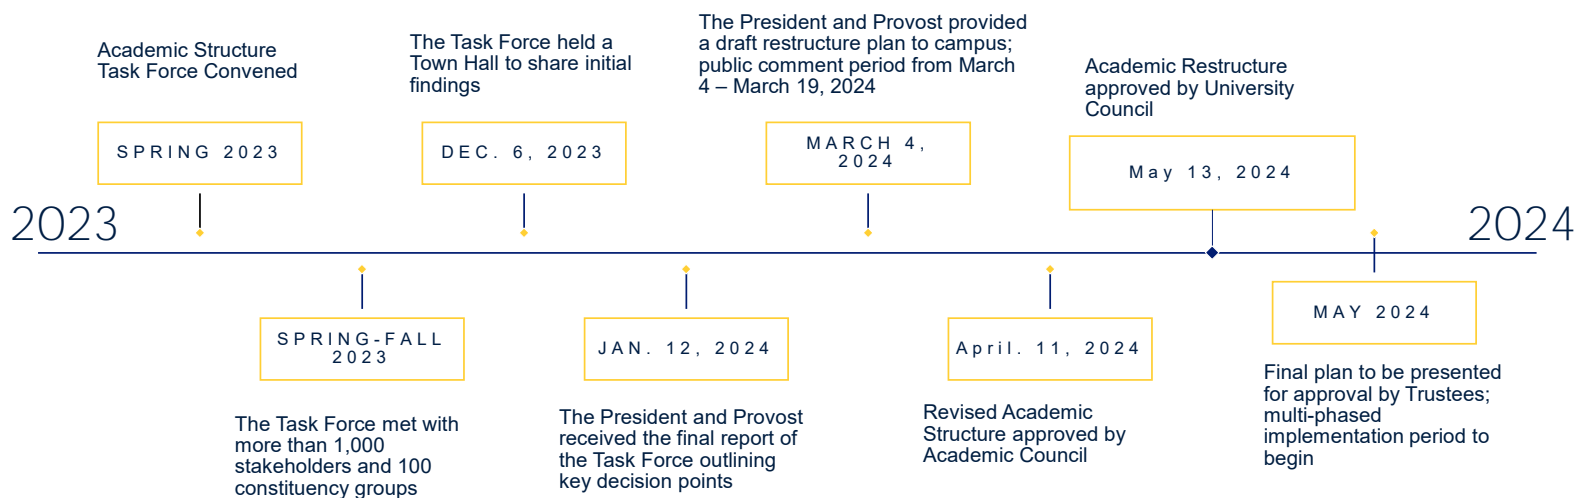 Academic Structure
Task Force Convened
SPRING 2023
The Task Force held a
Town Hall to share initial
findings
DEC. 6, 2023
The President and Provost provided
a draft restructure plan to campus;
public comment period from March
4 – March 19, 2024
MARCH 4,
2024
Academic Restructure
approved by University
Council
May 13, 2024
2023
2024
SPRING-FALL
2023
The Task Force met with
more than 1,000
stakeholders and 100
constituency groups
JAN. 12, 2024
The President and Provost
received the final report of
the Task Force outlining
key decision points
April. 11, 2024
Revised Academic
Structure approved by
Academic Council
MAY 2024
Final plan to be presented
for approval by Trustees;
multi-phased
implementation period to
begin